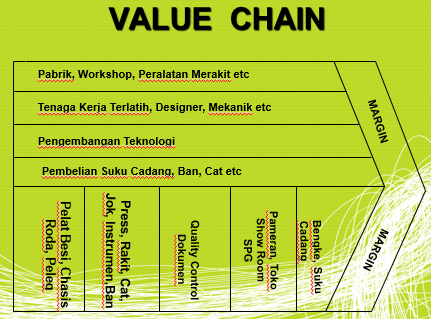 VALUE CHAIN
Pabrik, Workshop, Peralatan Merakit etc
Tenaga Kerja Terlatih, Designer, Mekanik etc
Pengembangan Teknologi
Pembelian Suku Cadang, Ban, Cat etc
MARGIN
Pelat Besi, Chasis,
Roda, Peleg
Press, Rakit, Cat,
Jok, Instrumen,Ban
Quality Control
Dokumen
Pameran, Toko
Show Room
SPG
Bengke, Suku
Cadang
MARGIN